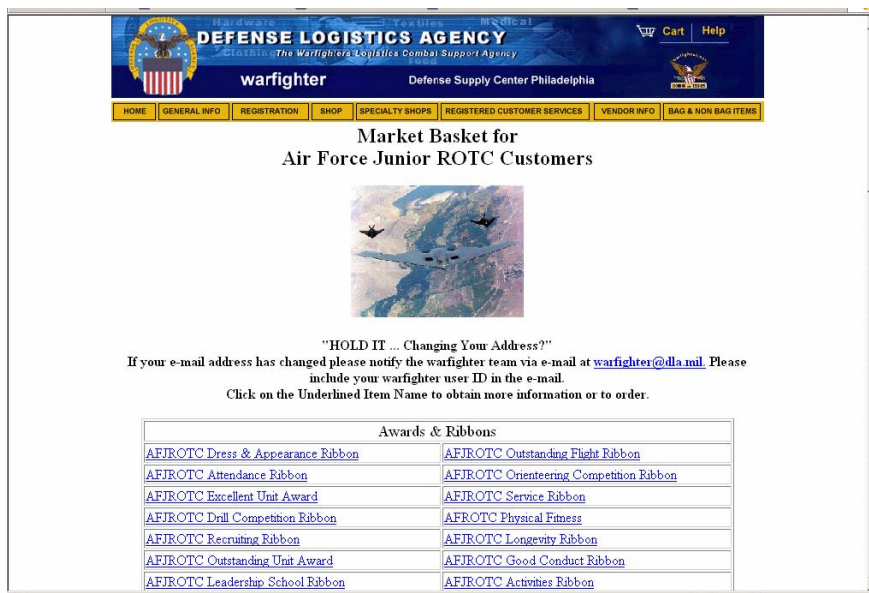 Hardware Textiles Medical
DEFENSE LOGISTICS AGENCY
Clothing The Warfighters Logistics Combat Support Agency
FOOD
warfighter Defense Supply Center Philadelphia
Cart Help
HOME GENERAL INFO REGISTRATION SHOP SPECIALTY SHOPS REGISTERED CUSTOMER SERVICES VENDOR INFO BAG & NON BAG ITEMS
Market Basket for
Air Force Junior ROTC Customers
"HOLD IT ... Changing Your Address?"
If your e-mail address has changed please notify the warfighter team via e-mail at warfighter@dla.mil. Please
include your warfighter user ID in the e-mail.
Click on the Underlined Item Name to obtain more information or to order.
Awards & Ribbons
AFJROTC Dress & Appearance Ribbon AFJROTC Outstanding Flight Ribbon
AFJROTC Attendance Ribbon AFJROTC Orienteering Competition Ribbon
AFJROTC Excellent Unit Award AFJROTC Service Ribbon
AFJROTC Drill Competition Ribbon AFROTC Physical Fitness
AFJROTC Recruiting Ribbon AFJROTC Longevity Ribbon
AFJROTC Outstanding Unit Award AFJROTC Good Conduct Ribbon
AFJROTC Leadership School Ribbon AFJROTC Activities Ribbon